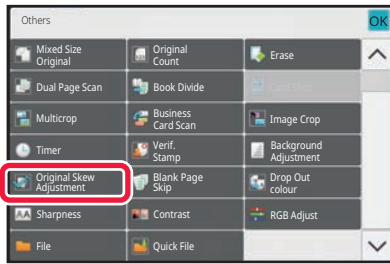 Others
OK
Mixed Size
Original
Original
Count
Erase
Dual Page Scan
Book Divide
Card Shot
Multicrop
Business
Card Scan
Image Crop
Timer
Verif.
Stamp
Background
Adjustment
Original Skew
Adjustment
Blank Page
Skip
Drop Out
colour
Sharpness
Contrast
RGB Adjust
File
Quick File